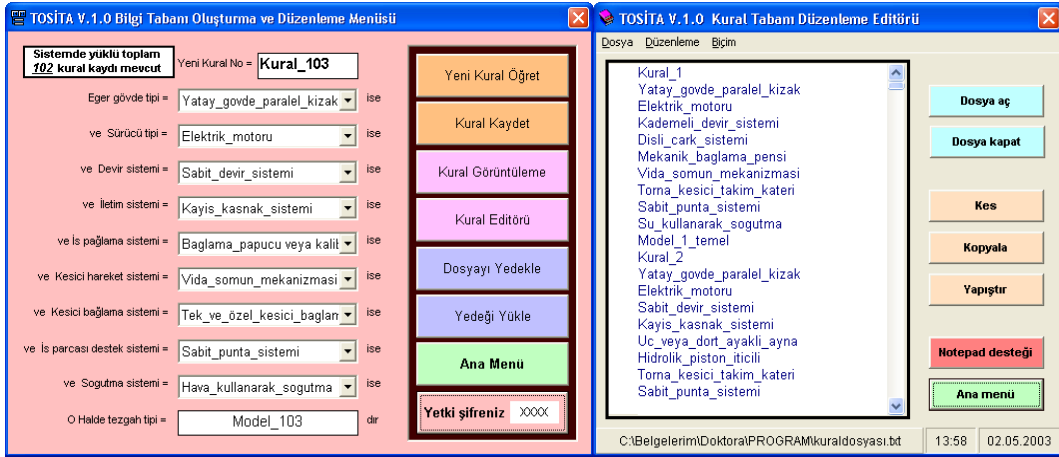 TOSİTA V.1.0 Bilgi Tabanı Oluşturma ve Düzenleme Menüsü
Sistemde yüklü toplam
102 kural kaydı mevcut
Yeni Kural No = Kural_103
Eger gövde tipi = Yatay_govde_paralel_kizak ise
ve Sürücü tipi = Elektrik_motoru ise
ve Devir sistemi = Sabit_devir_sistemi ise
ve İletim sistemi = Kayis_kasnak_sistemi ise
ve İs pağlama sistemi = Baglama_papucu veya kalıt ise
ve Kesici hareket sistemi = Vida_somun_mekanizmasi ise
ve Kesici bağlama sistemi = Tek_ve_özel_kesici_baglan ise
ve İs parcası destek sistemi = Sabit_punta_sistemi ise
ve Sogutma sistemi = Hava_kullanarak_sogutma ise
O Halde tezgah tipi = Model_103 dır
Yeni Kural Öğret
Kural Kaydet
Kural Görüntüleme
Kural Editörü
Dosyayı Yedekle
Yedeği Yükle
Ana Menü
Yetki şifreniz XXXX
TOSİTA V.1.0 Kural Tabanı Düzenleme Editörü
Dosya Düzenleme Biçim
Kural_1
Yatay_govde_paralel_kizak
Elektrik_motoru
Kademeli_devir_sistemi
Disli_cark_sistemi
Mekanik_baglama_pensi
Vida_somun_mekanizmasi
Torna_kesici_takim_kateri
Sabit_punta_sistemi
Su_kullanarak_sogutma
Model_1_temel
Kural_2
Yatay_govde_paralel_kizak
Elektrik_motoru
Sabit_devir_sistemi
Kayis_kasnak_sistemi
Uc_veya_dort_ayakli_ayna
Hidrolik_piston_iticili
Torna_kesici_takim_kateri
Sabit_punta_sistemi
Dosya aç
Dosya kapat
Kes
Kopyala
Yapıştır
Notepad desteği
Ana menü
C:\Belgelerim\Doktora\PROGRAM\kuraldosyası.txt 13:58 02.05.2003